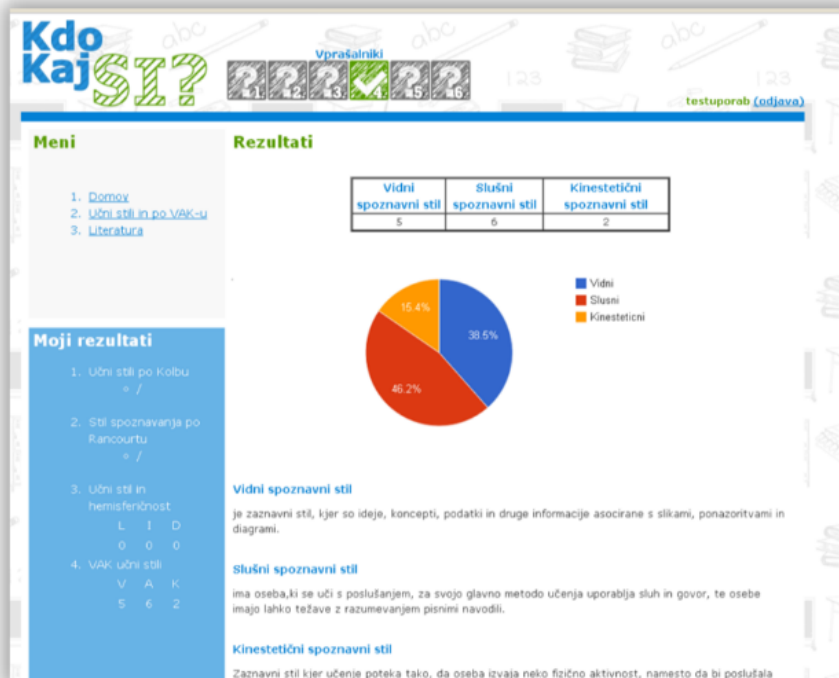 Kdo
Kaj SI?
Vprašalniki
?1. ?2. ?3. 4. ?5. ?6.
testuporab (odjava)
Meni
1. Domov
2. Učni stili in po VAK-u
3. Literatura
Moji rezultati
1. Učni stili po Kolbu
/
2. Stil spoznavanja po
Rancourtu
/
3. Učni stil in
hemisferičnost
L I D
0 0 0
4. VAK učni stili
V A K
5 6 2
Rezultati
Vidni spoznavni stil
Slušni spoznavni stil
Kinestetični spoznavni stil
5 6 2
Vidni
Slusni
Kinesteticni
15.4%
38.5%
46.2%
Vidni spoznavni stil
je zaznavni stil, kjer so ideje, koncepti, podatki in druge informacije asocirane s slikami, ponazoritvami in
diagrami.
Slušni spoznavni stil
ima oseba,ki se uči s poslušanjem, za svojo glavno metodo učenja uporablja sluh in govor, te osebe
imajo lahko težave z razumevanjem pisnimi navodili.
Kinestetični spoznavni stil
Zaznavni stil kjer učenje poteka tako, da oseba izvaja neko fizično aktivnost, namesto da bi poslušala
abc
abc
abc
123
123